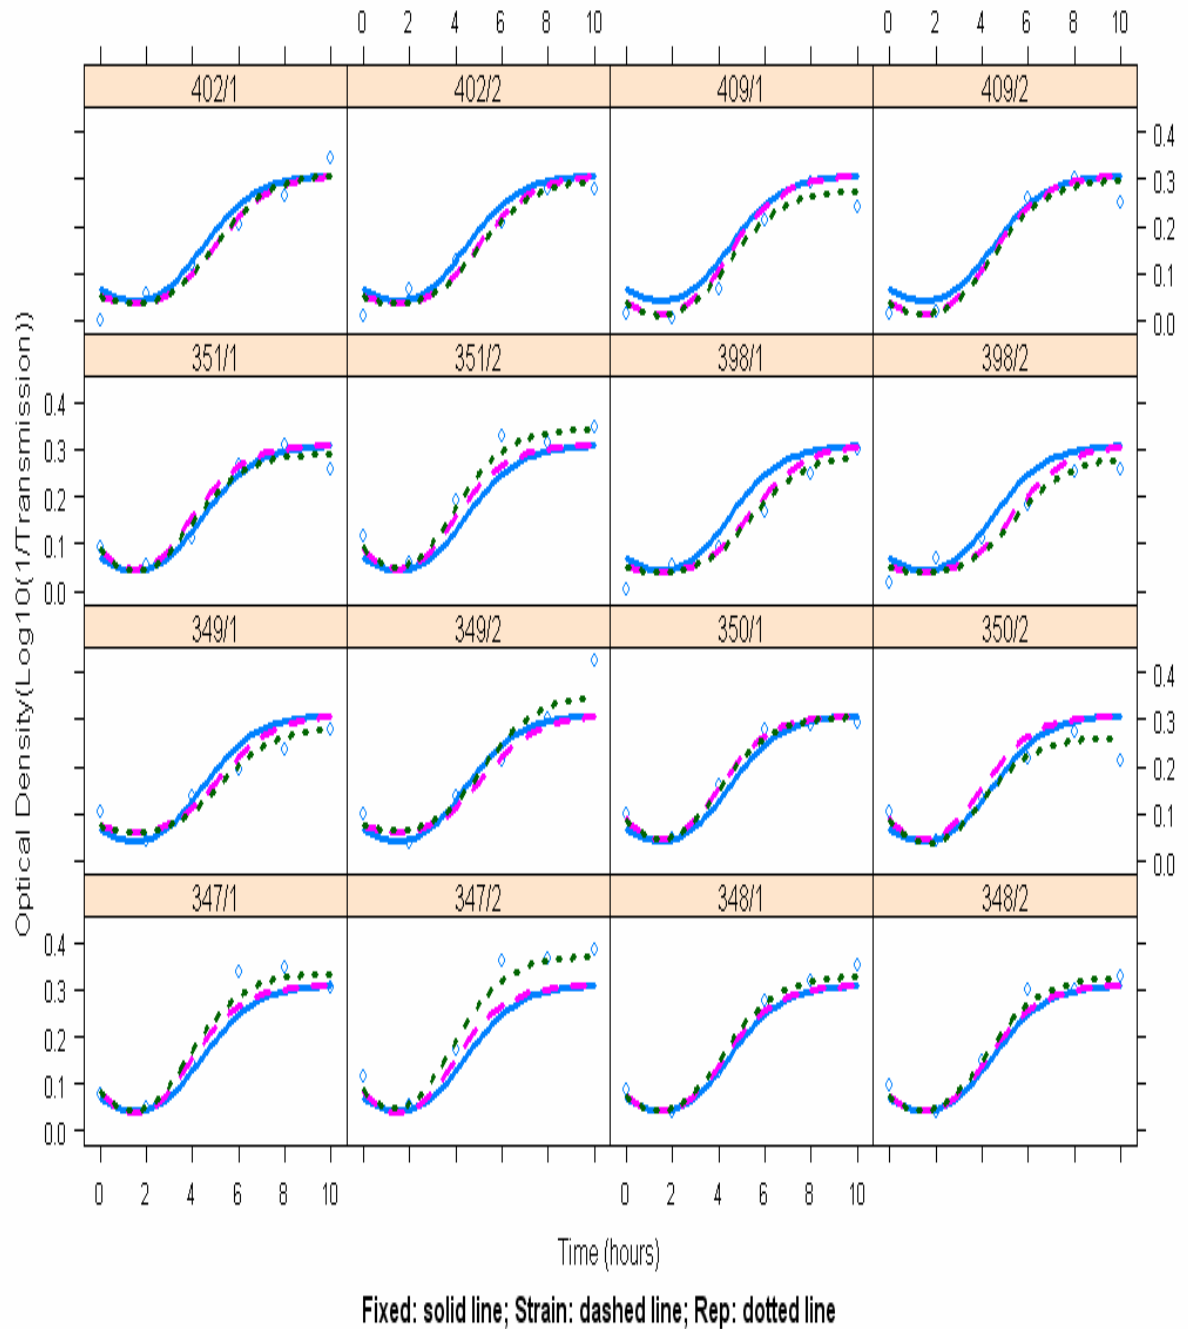 0 2 4 6 8 10 0 2 4 6 8 10
402/1 402/2 409/1 409/2
0.4
0.3
0.2
0.1
0.0
351/1 351/2 398/1 398/2
0.4
0.3
0.2
0.1
0.0
349/1 349/2 350/1 350/2
0.4
0.3
0.2
0.1
0.0
347/1 347/2 348/1 348/2
0.4
0.3
0.2
0.1
0.0
0 2 4 6 8 10 0 2 4 6 8 10
Optical Density(Log10(1/Transmission))
Time (hours)
Fixed: solid line; Strain: dashed line; Rep: dotted line